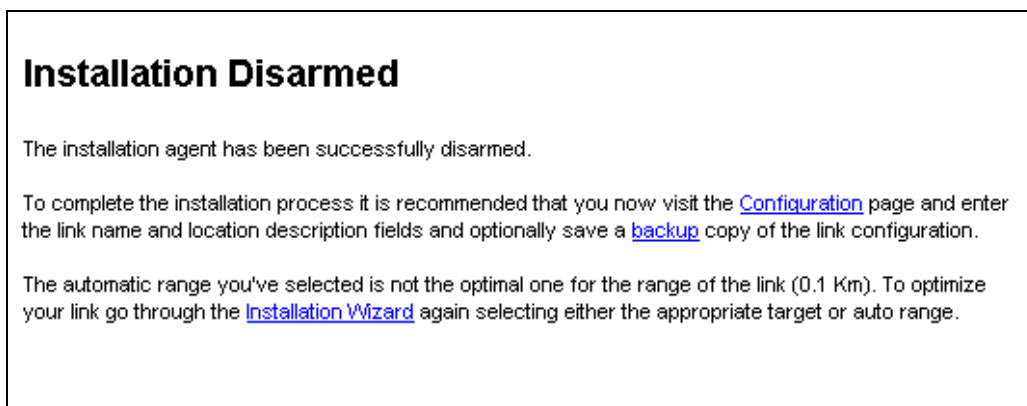 Installation Disarmed
The installation agent has been successfully disarmed.
To complete the installation process it is recommended that you now visit the Configuration page and enter
the link name and location description fields and optionally save a backup copy of the link configuration.
The automatic range you've selected is not the optimal one for the range of the link (0.1 Km). To optimize
your link go through the Installation Wizard again selecting either the appropriate target or auto range.